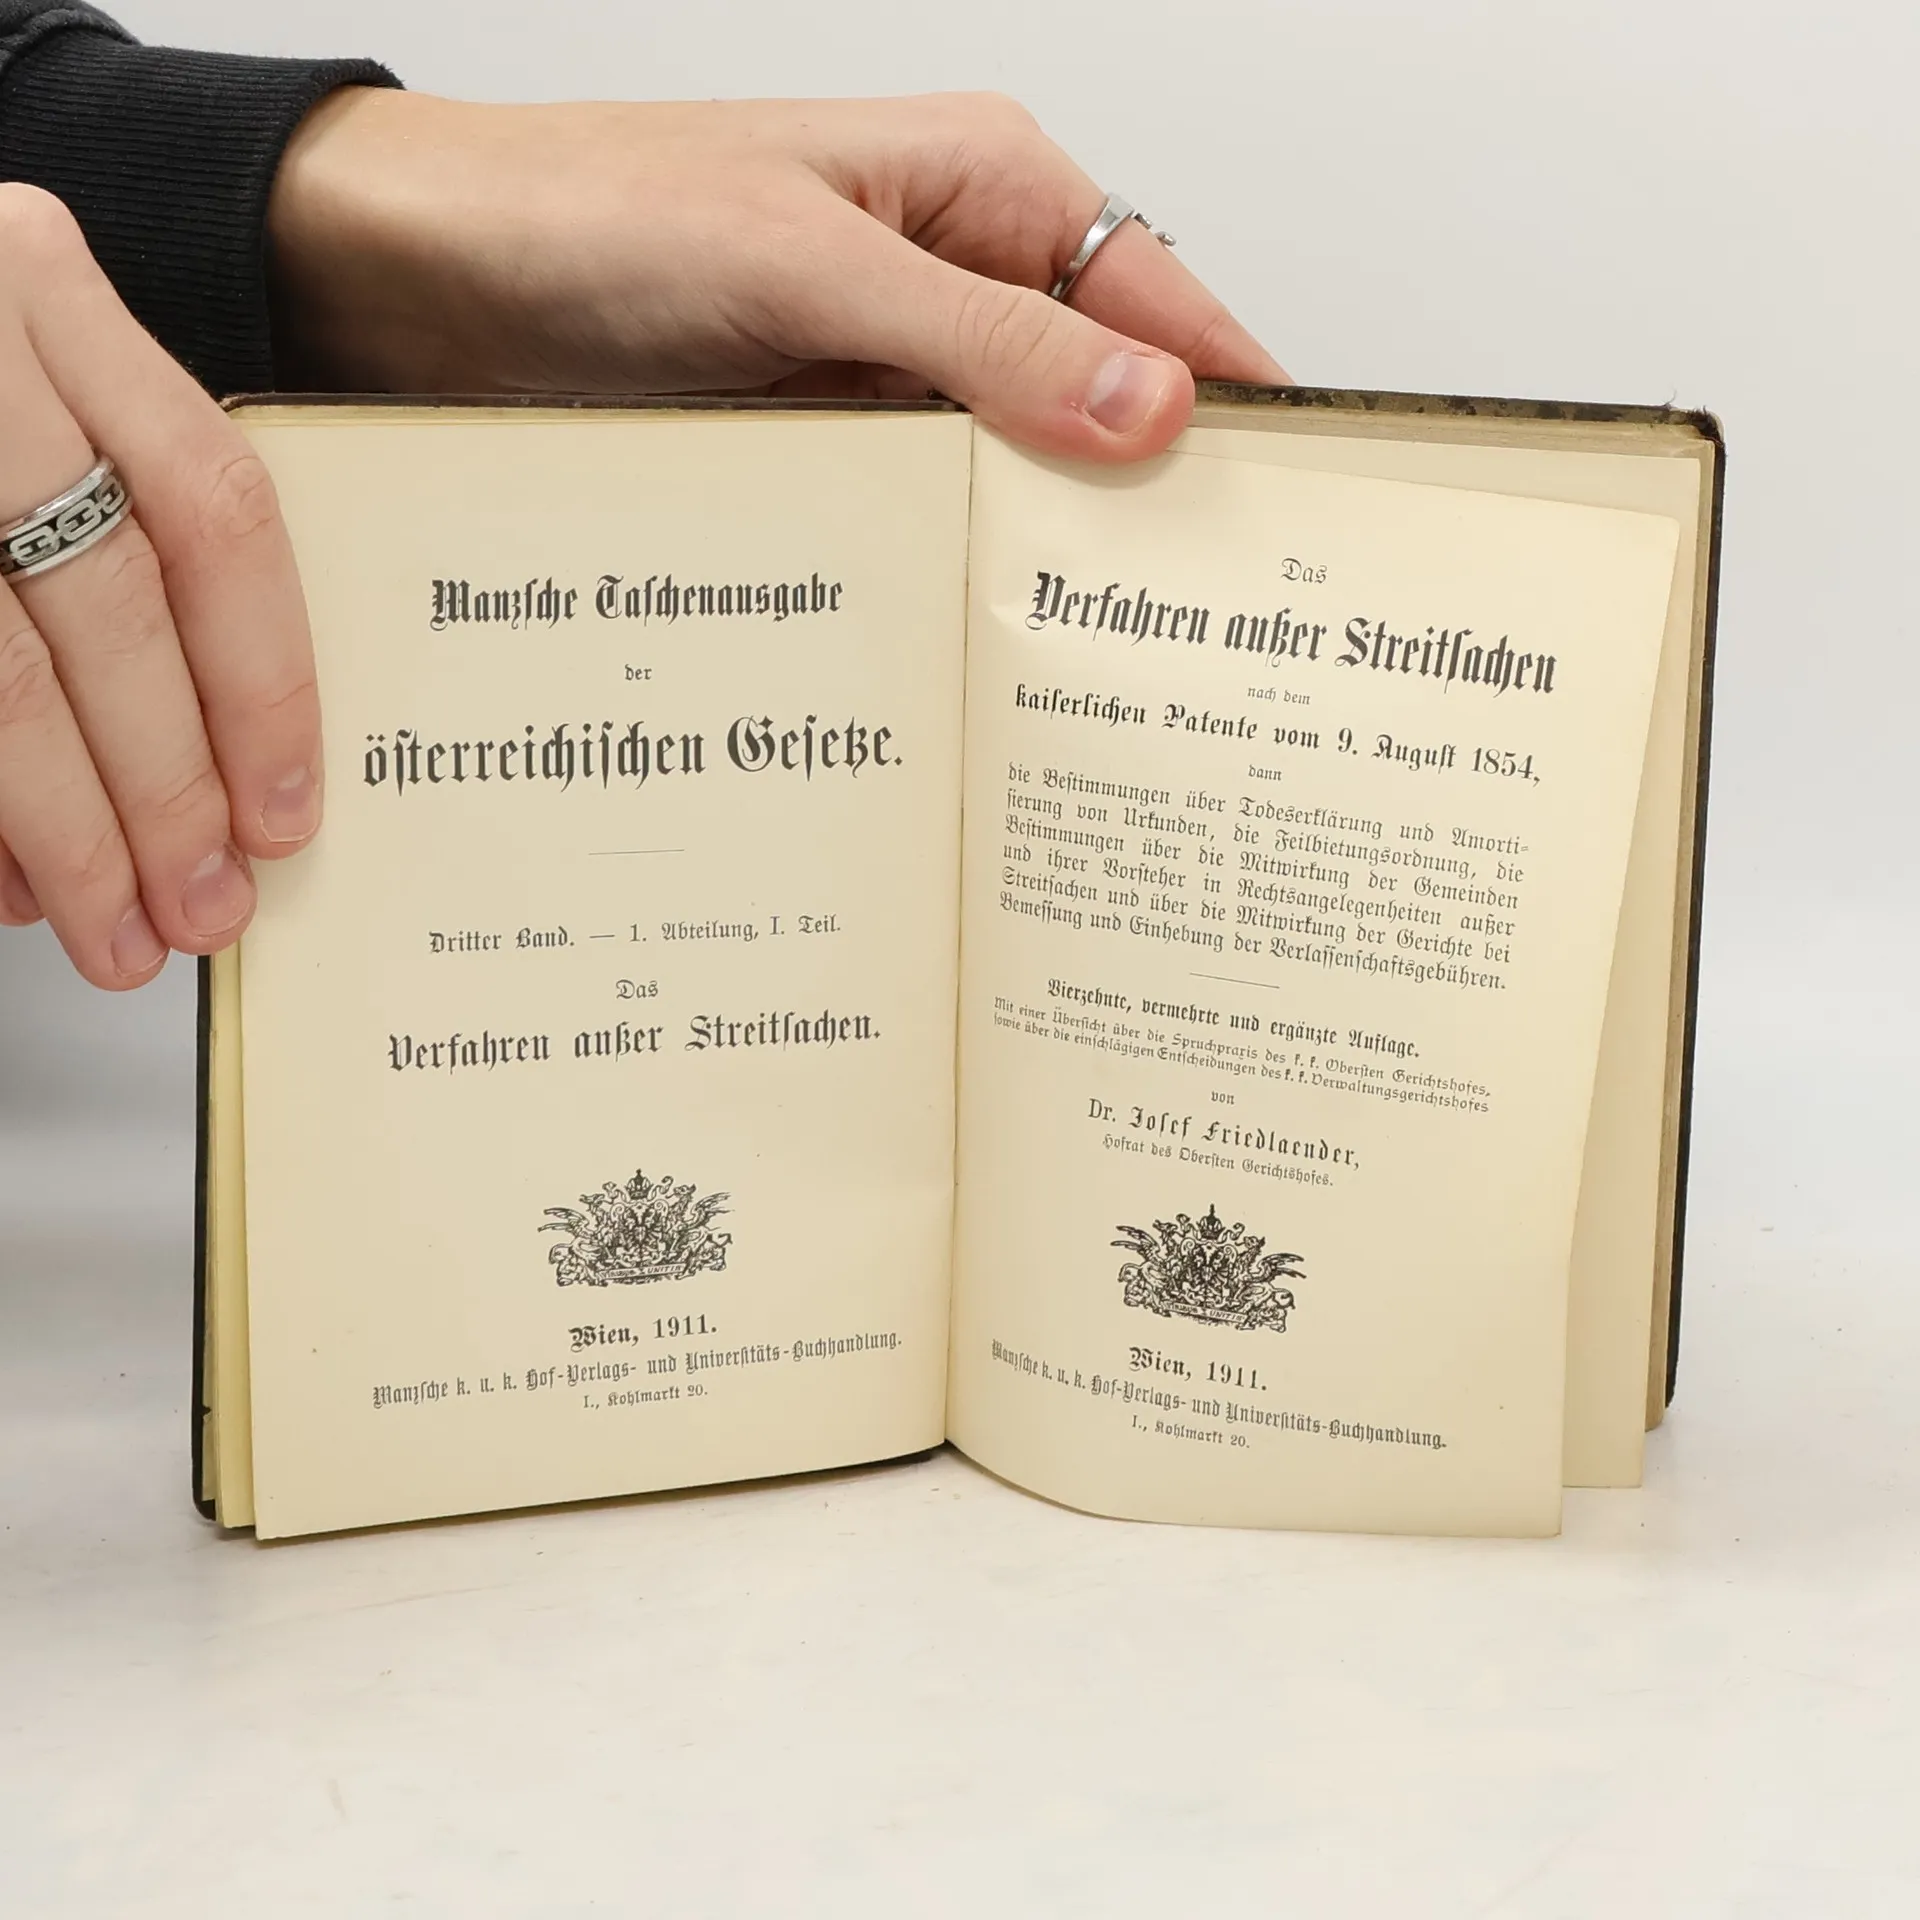 Manzsche Taschenausgabe
der
österreichischen Gesetze.
Dritter Band. — 1. Abteilung, I. Teil.
Das
Verfahren außer Streitsachen.
Wien, 1911.
Manzsche k. u. k. Hof-Verlags- und Universitäts-Buchhandlung.
I., Kohlmarkt 20.
Das
Verfahren außer Streitsachen
nach dem
kaiserlichen Patente vom 9. August 1854,
dann
die Bestimmungen über Todeserklärung und Amorti-
sierung von Urkunden, die Feilbietungsordnung, die
Bestimmungen über die Mitwirkung der Gemeinden
und ihrer Vorsteher in Rechtsangelegenheiten außer
Streitsachen und über die Mitwirkung der Gerichte bei
Bemessung und Einhebung der Verlassenschaftsgebühren.
Vierzehnte, vermehrte und ergänzte Auflage.
Mit einer Übersicht über die Spruchpraxis des k. k. Obersten Gerichtshofes,
sowie über die einschlägigen Entscheidungen des k. k. Verwaltungsgerichtshofes
von
Dr. Josef Friedlaender,
Hofrat des Obersten Gerichtshofes.
UNITIS
Wien, 1911.
Manzsche k. u. k. Hof-Verlags- und Universitäts-Buchhandlung.
I., Kohlmarkt 20.